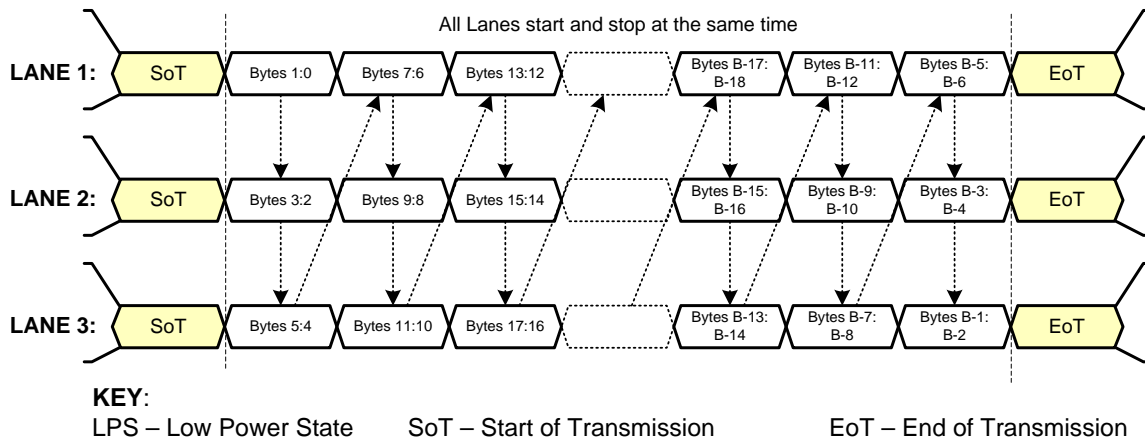 All Lanes start and stop at the same time
LANE 1: SoT Bytes 1:0 Bytes 7:6 Bytes 13:12 Bytes B-17: B-18 Bytes B-11: B-12 Bytes B-5: B-6 EoT
LANE 2: SoT Bytes 3:2 Bytes 9:8 Bytes 15:14 Bytes B-15: B-16 Bytes B-9: B-10 Bytes B-3: B-4 EoT
LANE 3: SoT Bytes 5:4 Bytes 11:10 Bytes 17:16 Bytes B-13: B-14 Bytes B-7: B-8 Bytes B-1: B-2 EoT
KEY:
LPS – Low Power State SoT – Start of Transmission EoT – End of Transmission